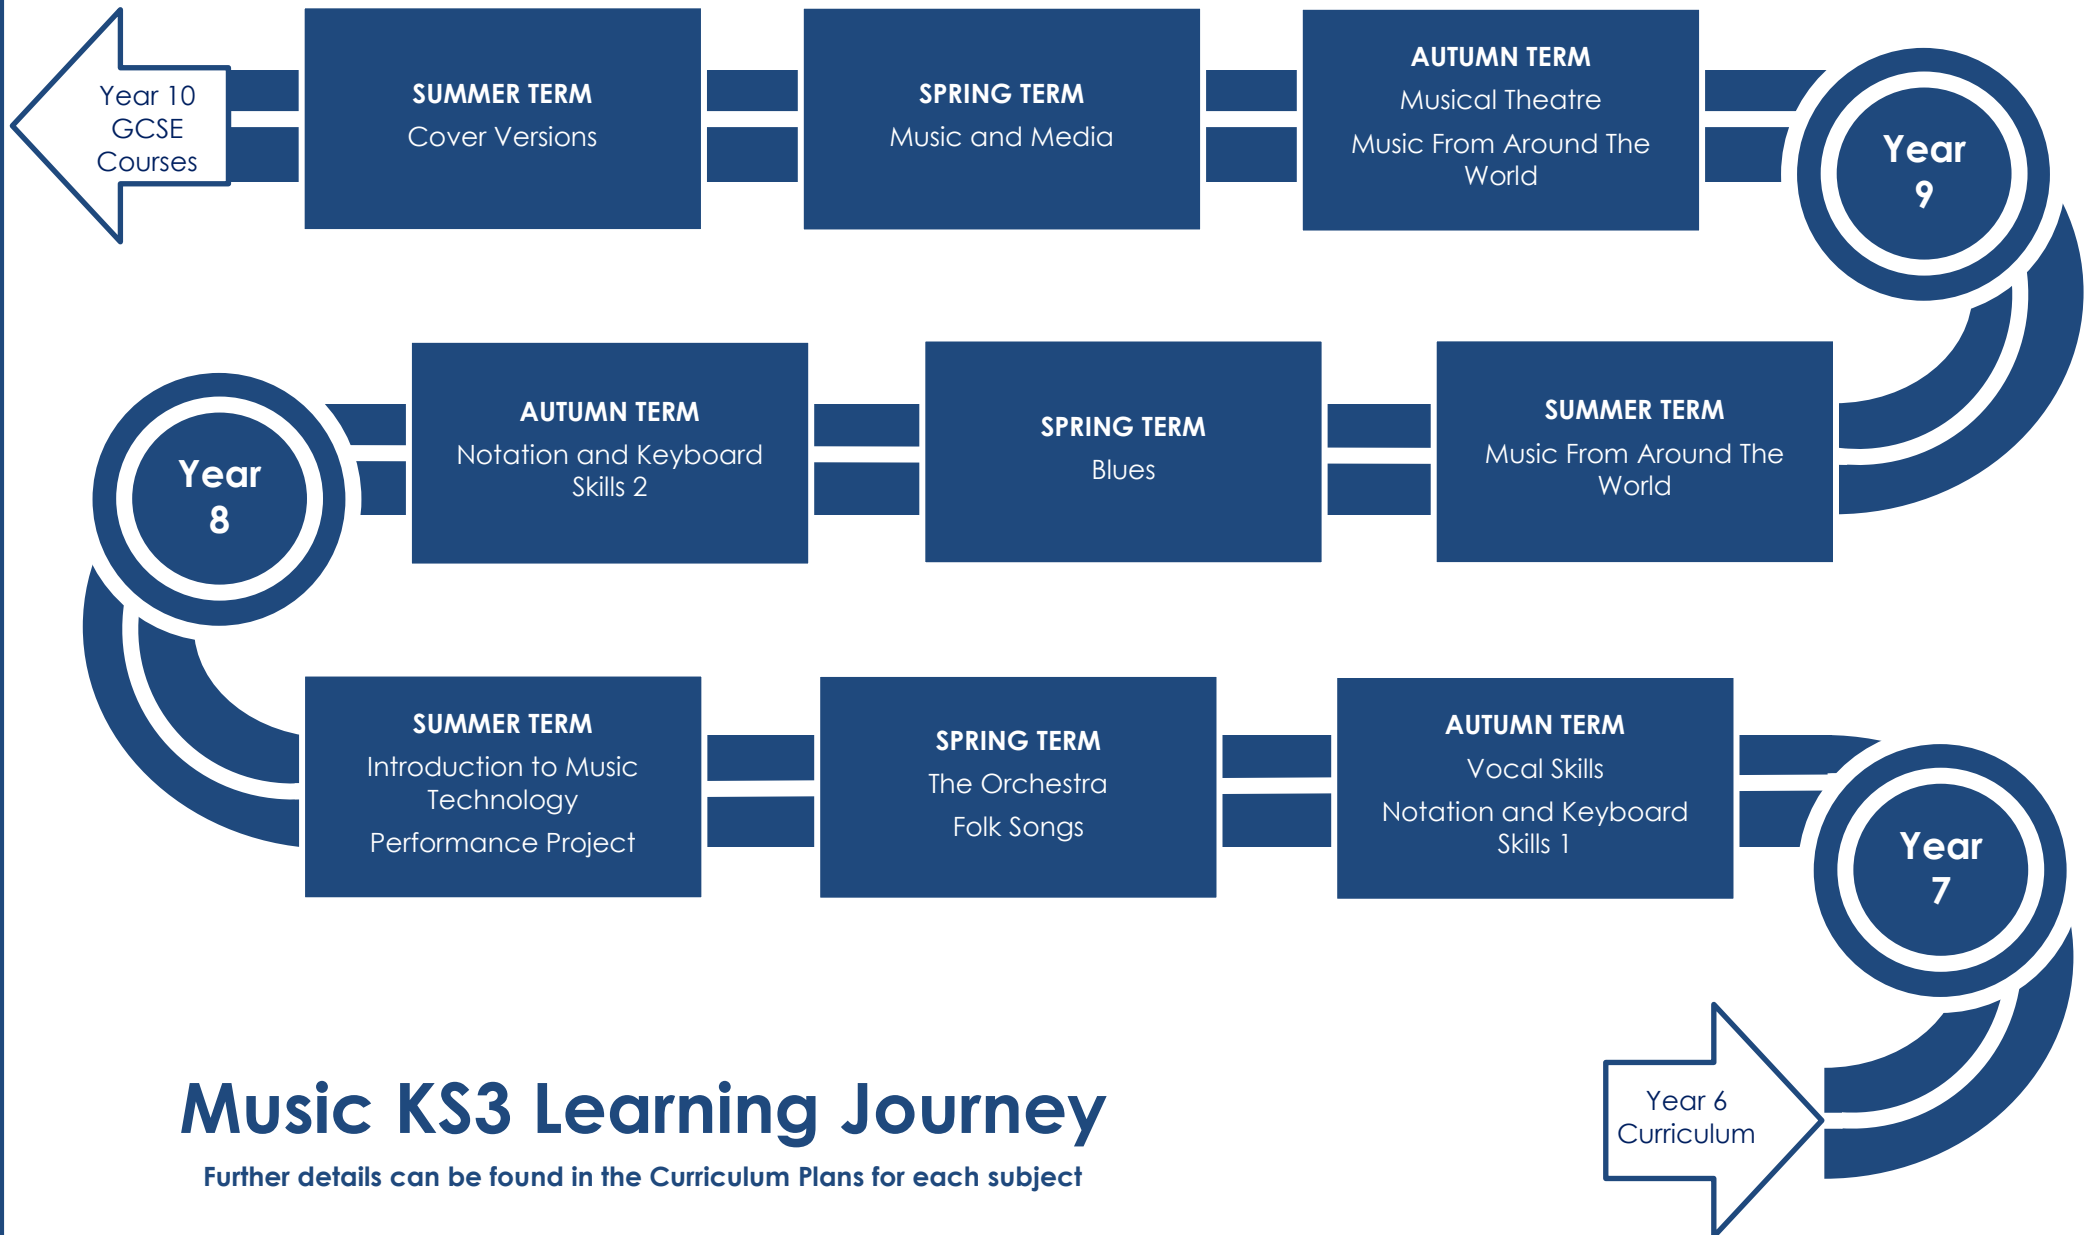 Year 10
GCSE
Courses
SUMMER TERM
Cover Versions
SPRING TERM
Music and Media
AUTUMN TERM
Musical Theatre
Music From Around The
World
Year
9
Year
8
AUTUMN TERM
Notation and Keyboard
Skills 2
SPRING TERM
Blues
SUMMER TERM
Music From Around The
World
SUMMER TERM
Introduction to Music
Technology
Performance Project
SPRING TERM
The Orchestra
Folk Songs
AUTUMN TERM
Vocal Skills
Notation and Keyboard
Skills 1
Year
7
Music KS3 Learning Journey
Further details can be found in the Curriculum Plans for each subject
Year 6
Curriculum